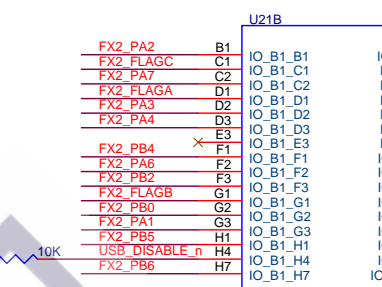 U21B
FX2_PA2 B1 IO_B1_B1
FX2_FLAGC C1 IO_B1_C1
FX2_PA7 C2 IO_B1_C2
FX2_FLAGA D1 IO_B1_D1
FX2_PA3 D2 IO_B1_D2
FX2_PA4 D3 IO_B1_D3
E3 IO_B1_E3
FX2_PB4 F1 IO_B1_F1
FX2_PA6 F2 IO_B1_F2
FX2_PB2 F3 IO_B1_F3
FX2_FLAGB G1 IO_B1_G1
FX2_PB0 G2 IO_B1_G2
FX2_PA1 G3 IO_B1_G3
FX2_PB5 H1 IO_B1_H1
10K USB_DISABLE_n H4 IO_B1_H4
FX2_PB6 H7 IO_B1_H7